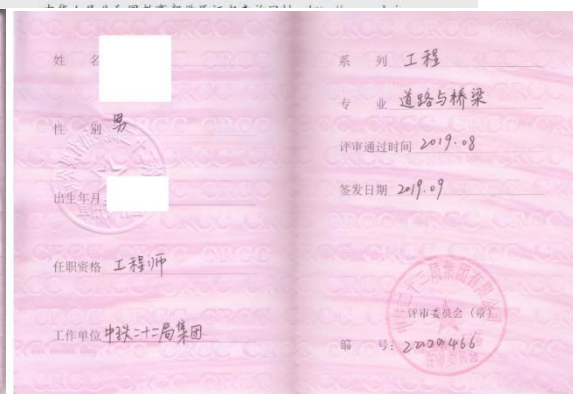 姓 名
性 别 男
出生年月
任职资格 工程师
工作单位 中铁二十二局集团
系 列 工程
专 业 道路与桥梁
评审通过时间 2019.08
签发日期 2019.09
评审委员会（章）
编 号: